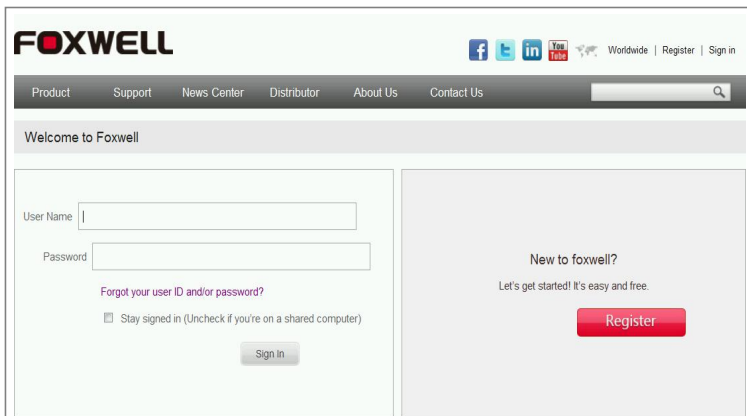 FOXWELL
f t in You Tube Worldwide | Register | Sign in
Product Support News Center Distributor About Us Contact Us
Welcome to Foxwell
User Name
Password
Forgot your user ID and/or password?
Stay signed in (Uncheck if you're on a shared computer)
Sign In
New to foxwell?
Let's get started! It's easy and free.
Register